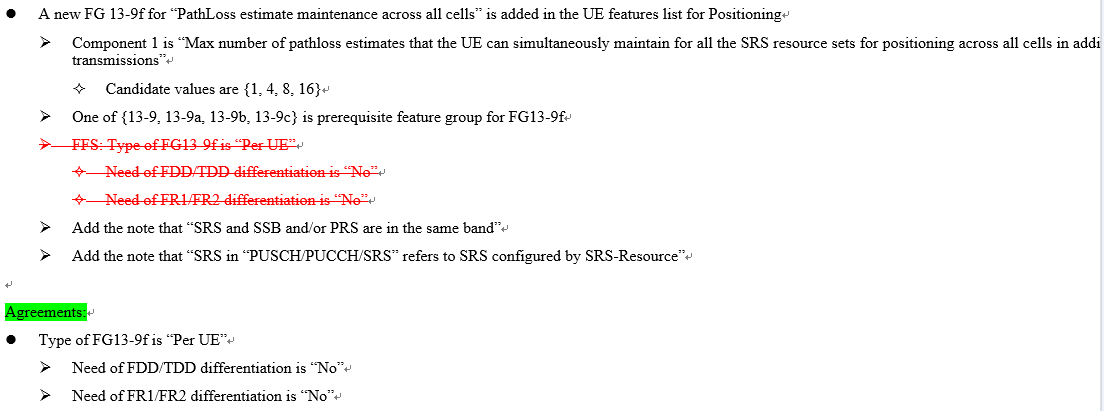 ● A new FG 13-9f for “PathLoss estimate maintenance across all cells” is added in the UE features list for Positioning↵
➢ Component 1 is “Max number of pathloss estimates that the UE can simultaneously maintain for all the SRS resource sets for positioning across all cells in addi
transmissions”↵
✧ Candidate values are {1, 4, 8, 16}↵
➢ One of {13-9, 13-9a, 13-9b, 13-9c} is prerequisite feature group for FG13-9f↵
➢ FFS: Type of FG13-9f is “Per UE”↵
✧ Need of FDD/TDD differentiation is “No”↵
✧ Need of FR1/FR2 differentiation is “No”↵
➢ Add the note that “SRS and SSB and/or PRS are in the same band”↵
➢ Add the note that “SRS in “PUSCH/PUCCH/SRS” refers to SRS configured by SRS-Resource”↵
↵
Agreements:↵
● Type of FG13-9f is “Per UE”↵
➢ Need of FDD/TDD differentiation is “No”↵
➢ Need of FR1/FR2 differentiation is “No”↵